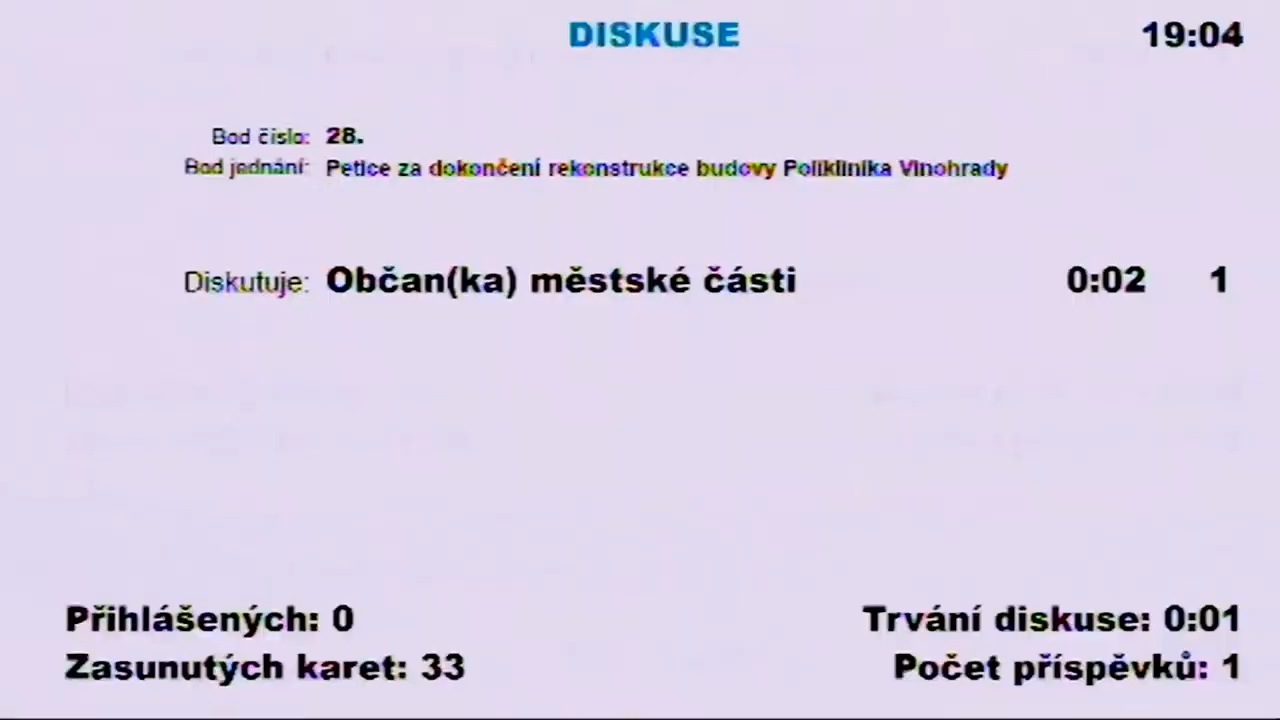 DISKUSE 19:04
Bod číslo: 28.
Bod jednání: Petice za dokončení rekonstrukce budovy Poliklinika Vinohrady
Diskutuje: Občan(ka) městské části 0:02 1
Přihlášených: 0 Trvání diskuse: 0:01
Zasunutých karet: 33 Počet příspěvků: 1